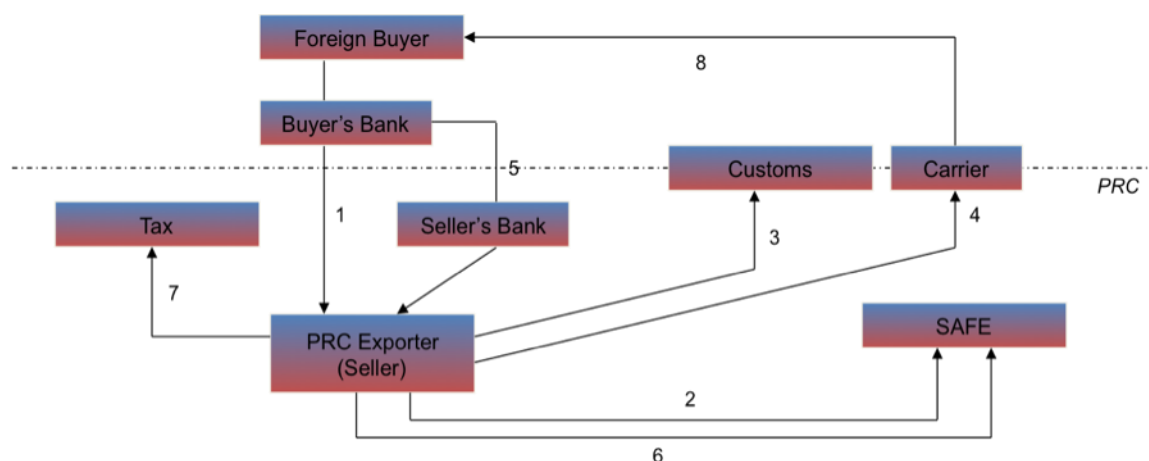 Foreign Buyer
8
Buyer's Bank
5
Customs
Carrier
PRC
Tax
1
Seller's Bank
3
4
7
PRC Exporter
(Seller)
SAFE
2
6